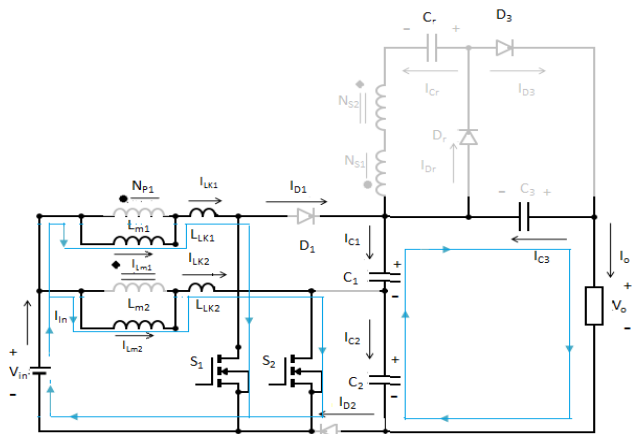 - Cr + D3
ICr ID3
NS2
Dr
NS1 IDr
NP1 ILK1 ID1 - C3 +
Lm1 LLK1 D1 IC1 IC3 Io
ILm1 ILK2 C1 + -
Lm2 LLK2 + Vo -
IIn ILm2 IC2
S1 S2 +
+ Vin - C2 -
ID2